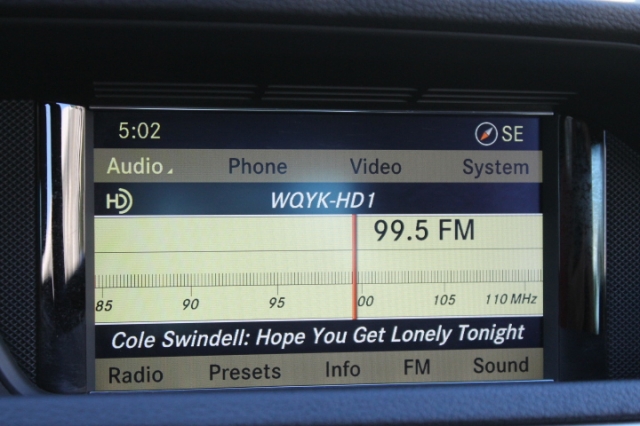 5:02 SE
Audio Phone Video System
HD WQYK-HD1
99.5 FM
85 90 95 00 105 110 MHz
Cole Swindell: Hope You Get Lonely Tonight
Radio Presets Info FM Sound